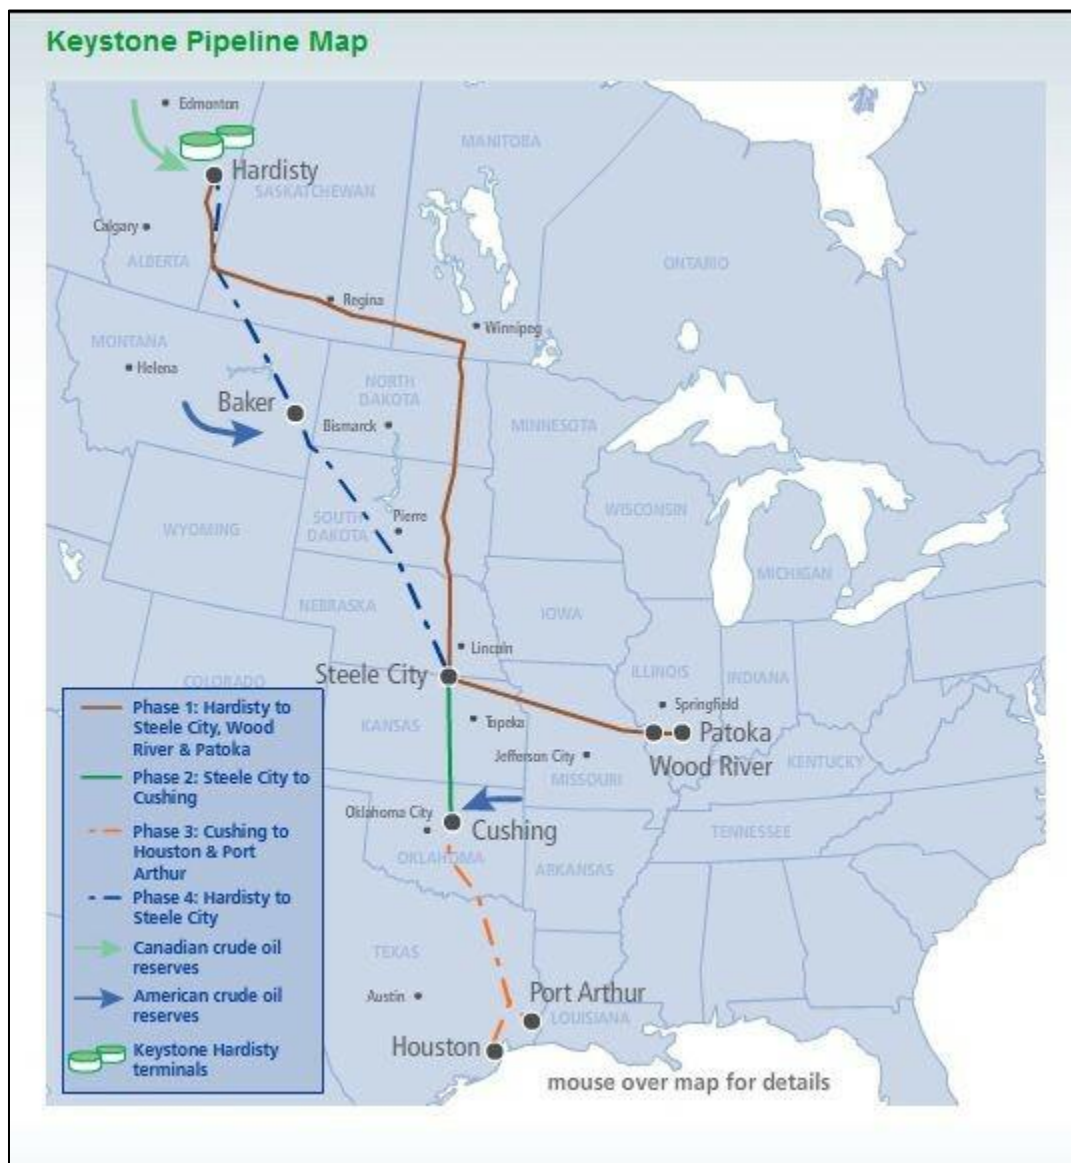 Keystone Pipeline Map
Edmonton
Hardisty
MANITOBA
SASKATCHEWAN
Calgary
ALBERTA
ONTARIO
Regina
Winnipeg
MONTANA
Helena
NORTH
DAKOTA
Baker
Bismarck
MINNESOTA
WISCONSIN
WYOMING
SOUTH
DAKOTA
Pierre
MICHIGAN
NEBRASKA
IOWA
Lincoln
Steele City
COLORADO
ILLINOIS
INDIANA
Springfield
KANSAS
Topeka
Patoka
Jefferson City
Wood River
KENTUCKY
MISSOURI
Phase 1: Hardisty to
Steele City, Wood
River & Patoka
Phase 2: Steele City to
Cushing
Phase 3: Cushing to
Houston & Port
Arthur
Phase 4: Hardisty to
Steele City
Canadian crude oil
reserves
American crude oil
reserves
Keystone Hardisty
terminals
Oklahoma City
Cushing
TENNESSEE
OKLAHOMA
ARKANSAS
TEXAS
Austin
Port Arthur
LOUISIANA
Houston
mouse over map for details